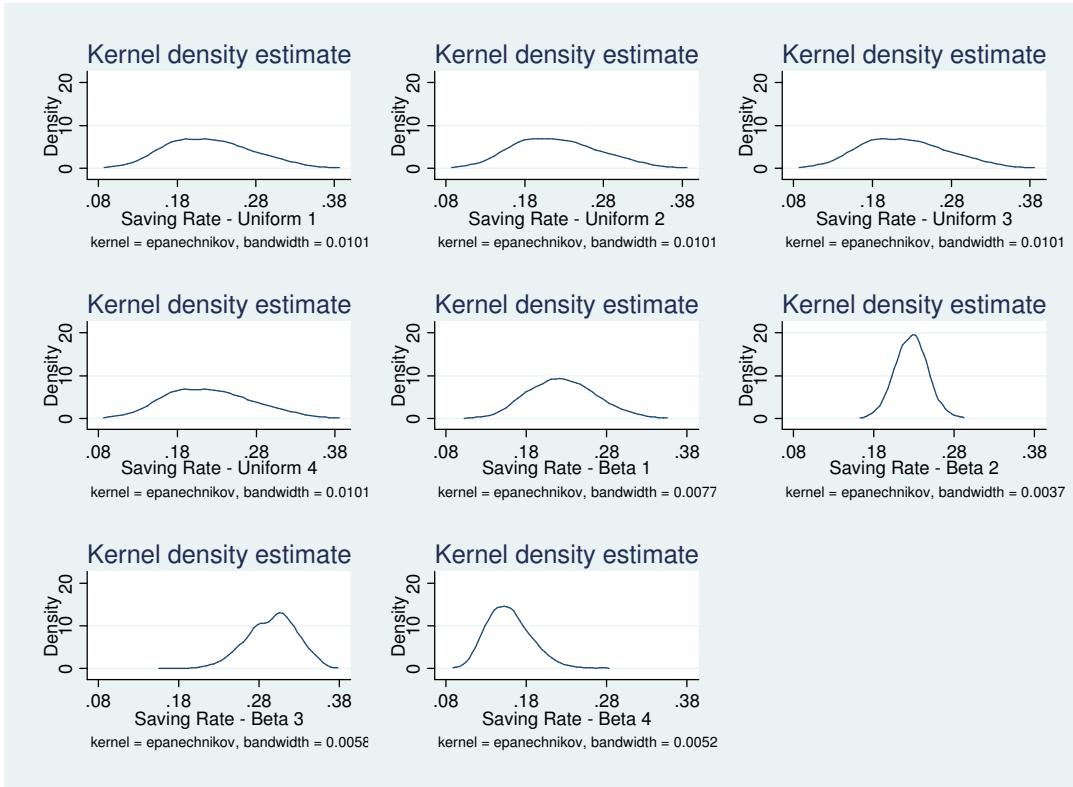 Kernel density estimate
Density
20
10
0
.08 .18 .28 .38
Saving Rate - Uniform 1
kernel = epanechnikov, bandwidth = 0.0101
Kernel density estimate
Density
20
10
0
.08 .18 .28 .38
Saving Rate - Uniform 2
kernel = epanechnikov, bandwidth = 0.0101
Kernel density estimate
Density
20
10
0
.08 .18 .28 .38
Saving Rate - Uniform 3
kernel = epanechnikov, bandwidth = 0.0101
Kernel density estimate
Density
20
10
0
.08 .18 .28 .38
Saving Rate - Uniform 4
kernel = epanechnikov, bandwidth = 0.0101
Kernel density estimate
Density
20
10
0
.08 .18 .28 .38
Saving Rate - Beta 1
kernel = epanechnikov, bandwidth = 0.0077
Kernel density estimate
Density
20
10
0
.08 .18 .28 .38
Saving Rate - Beta 2
kernel = epanechnikov, bandwidth = 0.0037
Kernel density estimate
Density
20
10
0
.08 .18 .28 .38
Saving Rate - Beta 3
kernel = epanechnikov, bandwidth = 0.0058
Kernel density estimate
Density
20
10
0
.08 .18 .28 .38
Saving Rate - Beta 4
kernel = epanechnikov, bandwidth = 0.0052